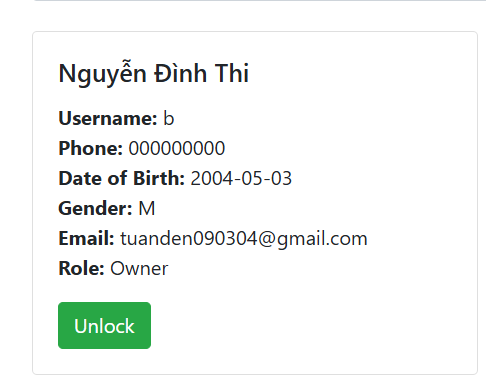 Nguyễn Đình Thi
Username: b
Phone: 000000000
Date of Birth: 2004-05-03
Gender: M
Email: tuanden090304@gmail.com
Role: Owner
Unlock